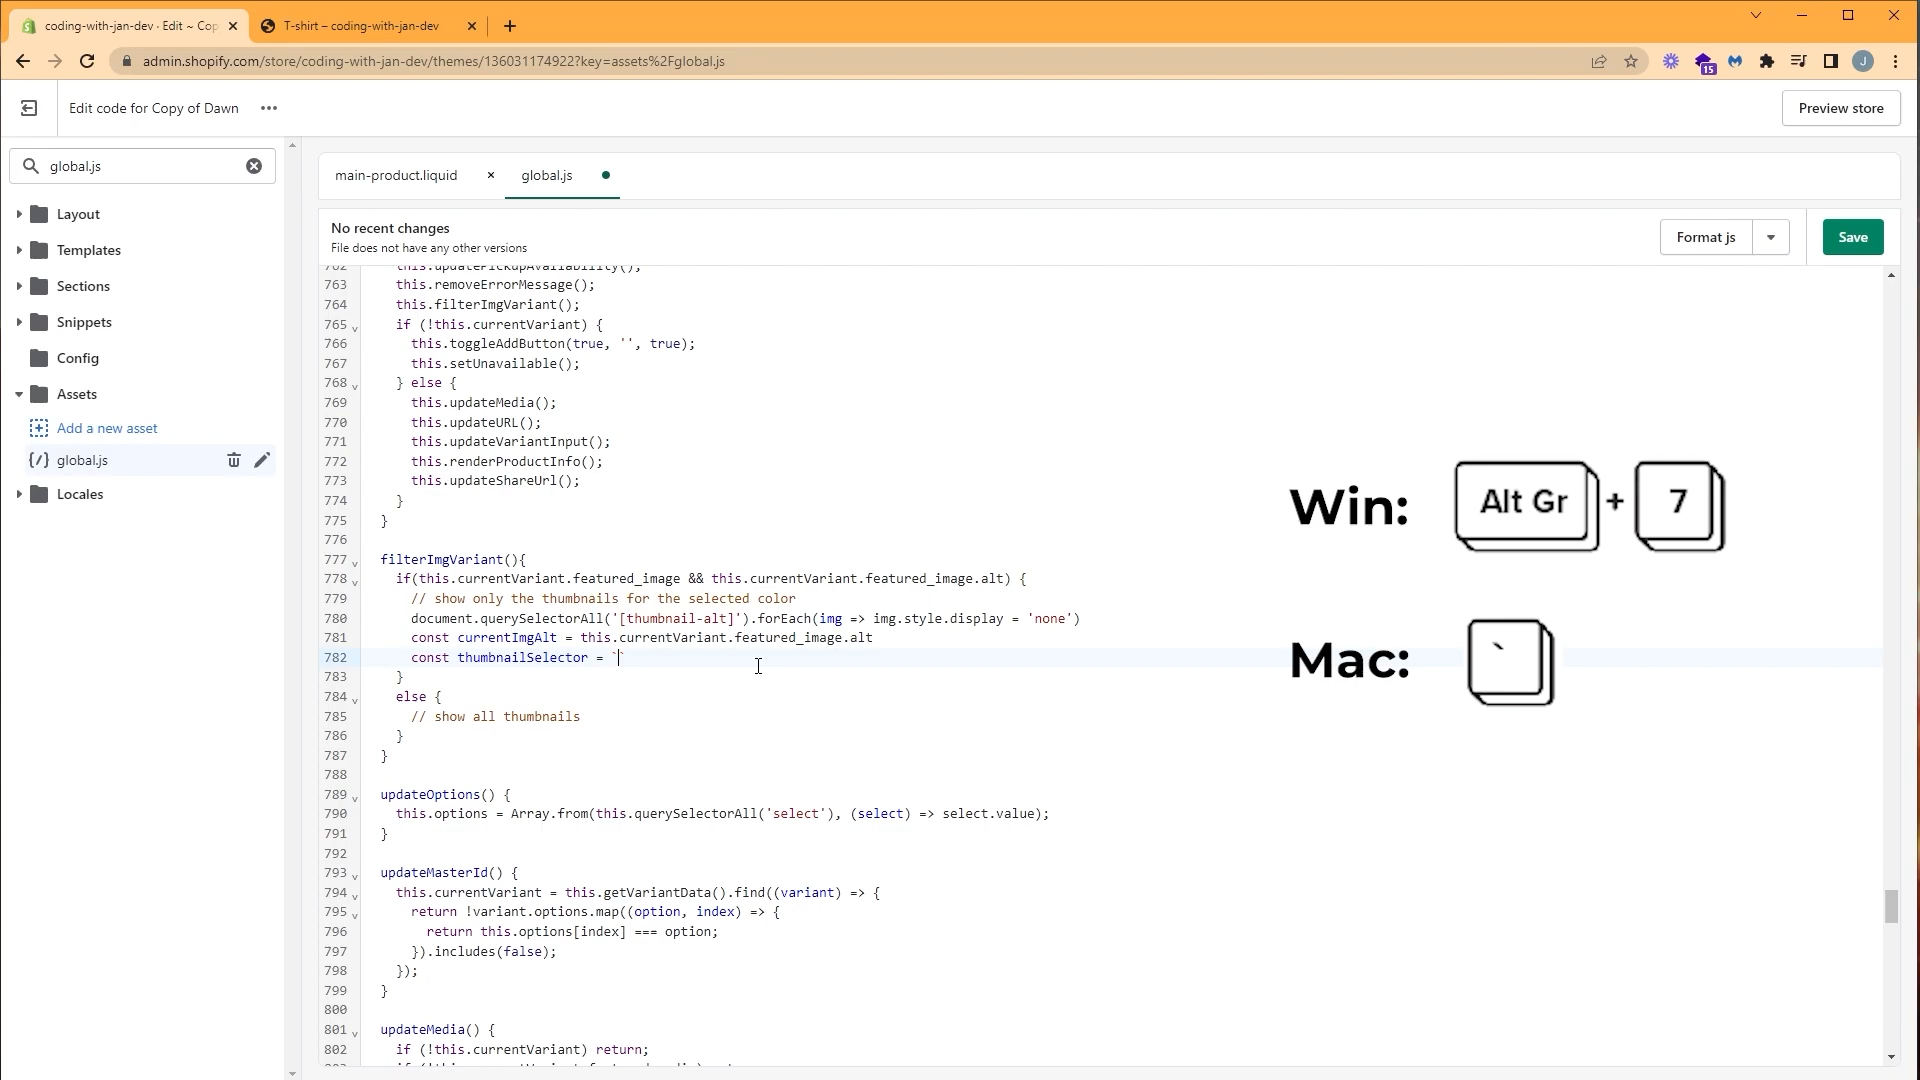 coding-with-jan-dev · Edit ~ Cop
T-shirt – coding-with-jan-dev
admin.shopify.com/store/coding-with-jan-dev/themes/136031174922?key=assets%2Fglobal.js
15
J
Edit code for Copy of Dawn
Preview store
global.js
Layout
Templates
Sections
Snippets
Config
Assets
Add a new asset
{/} global.js
Locales
main-product.liquid
global.js
No recent changes
File does not have any other versions
Format js
Save
762 this.updatePickupAvailability();
763 this.removeErrorMessage();
764 this.filterImgVariant();
765 if (!this.currentVariant) {
766 this.toggleAddButton(true, '', true);
767 this.setUnavailable();
768 } else {
769 this.updateMedia();
770 this.updateURL();
771 this.updateVariantInput();
772 this.renderProductInfo();
773 this.updateShareUrl();
774 }
775 }
776
777 filterImgVariant(){
778 if(this.currentVariant.featured_image && this.currentVariant.featured_image.alt) {
779 // show only the thumbnails for the selected color
780 document.querySelectorAll('[thumbnail-alt]').forEach(img => img.style.display = 'none')
781 const currentImgAlt = this.currentVariant.featured_image.alt
782 const thumbnailSelector = ``
783 }
784 else {
785 // show all thumbnails
786 }
787 }
788
789 updateOptions() {
790 this.options = Array.from(this.querySelectorAll('select'), (select) => select.value);
791 }
792
793 updateMasterId() {
794 this.currentVariant = this.getVariantData().find((variant) => {
795 return !variant.options.map((option, index) => {
796 return this.options[index] === option;
797 }).includes(false);
798 });
799 }
800
801 updateMedia() {
802 if (!this.currentVariant) return;
Win: Alt Gr + 7
Mac: `